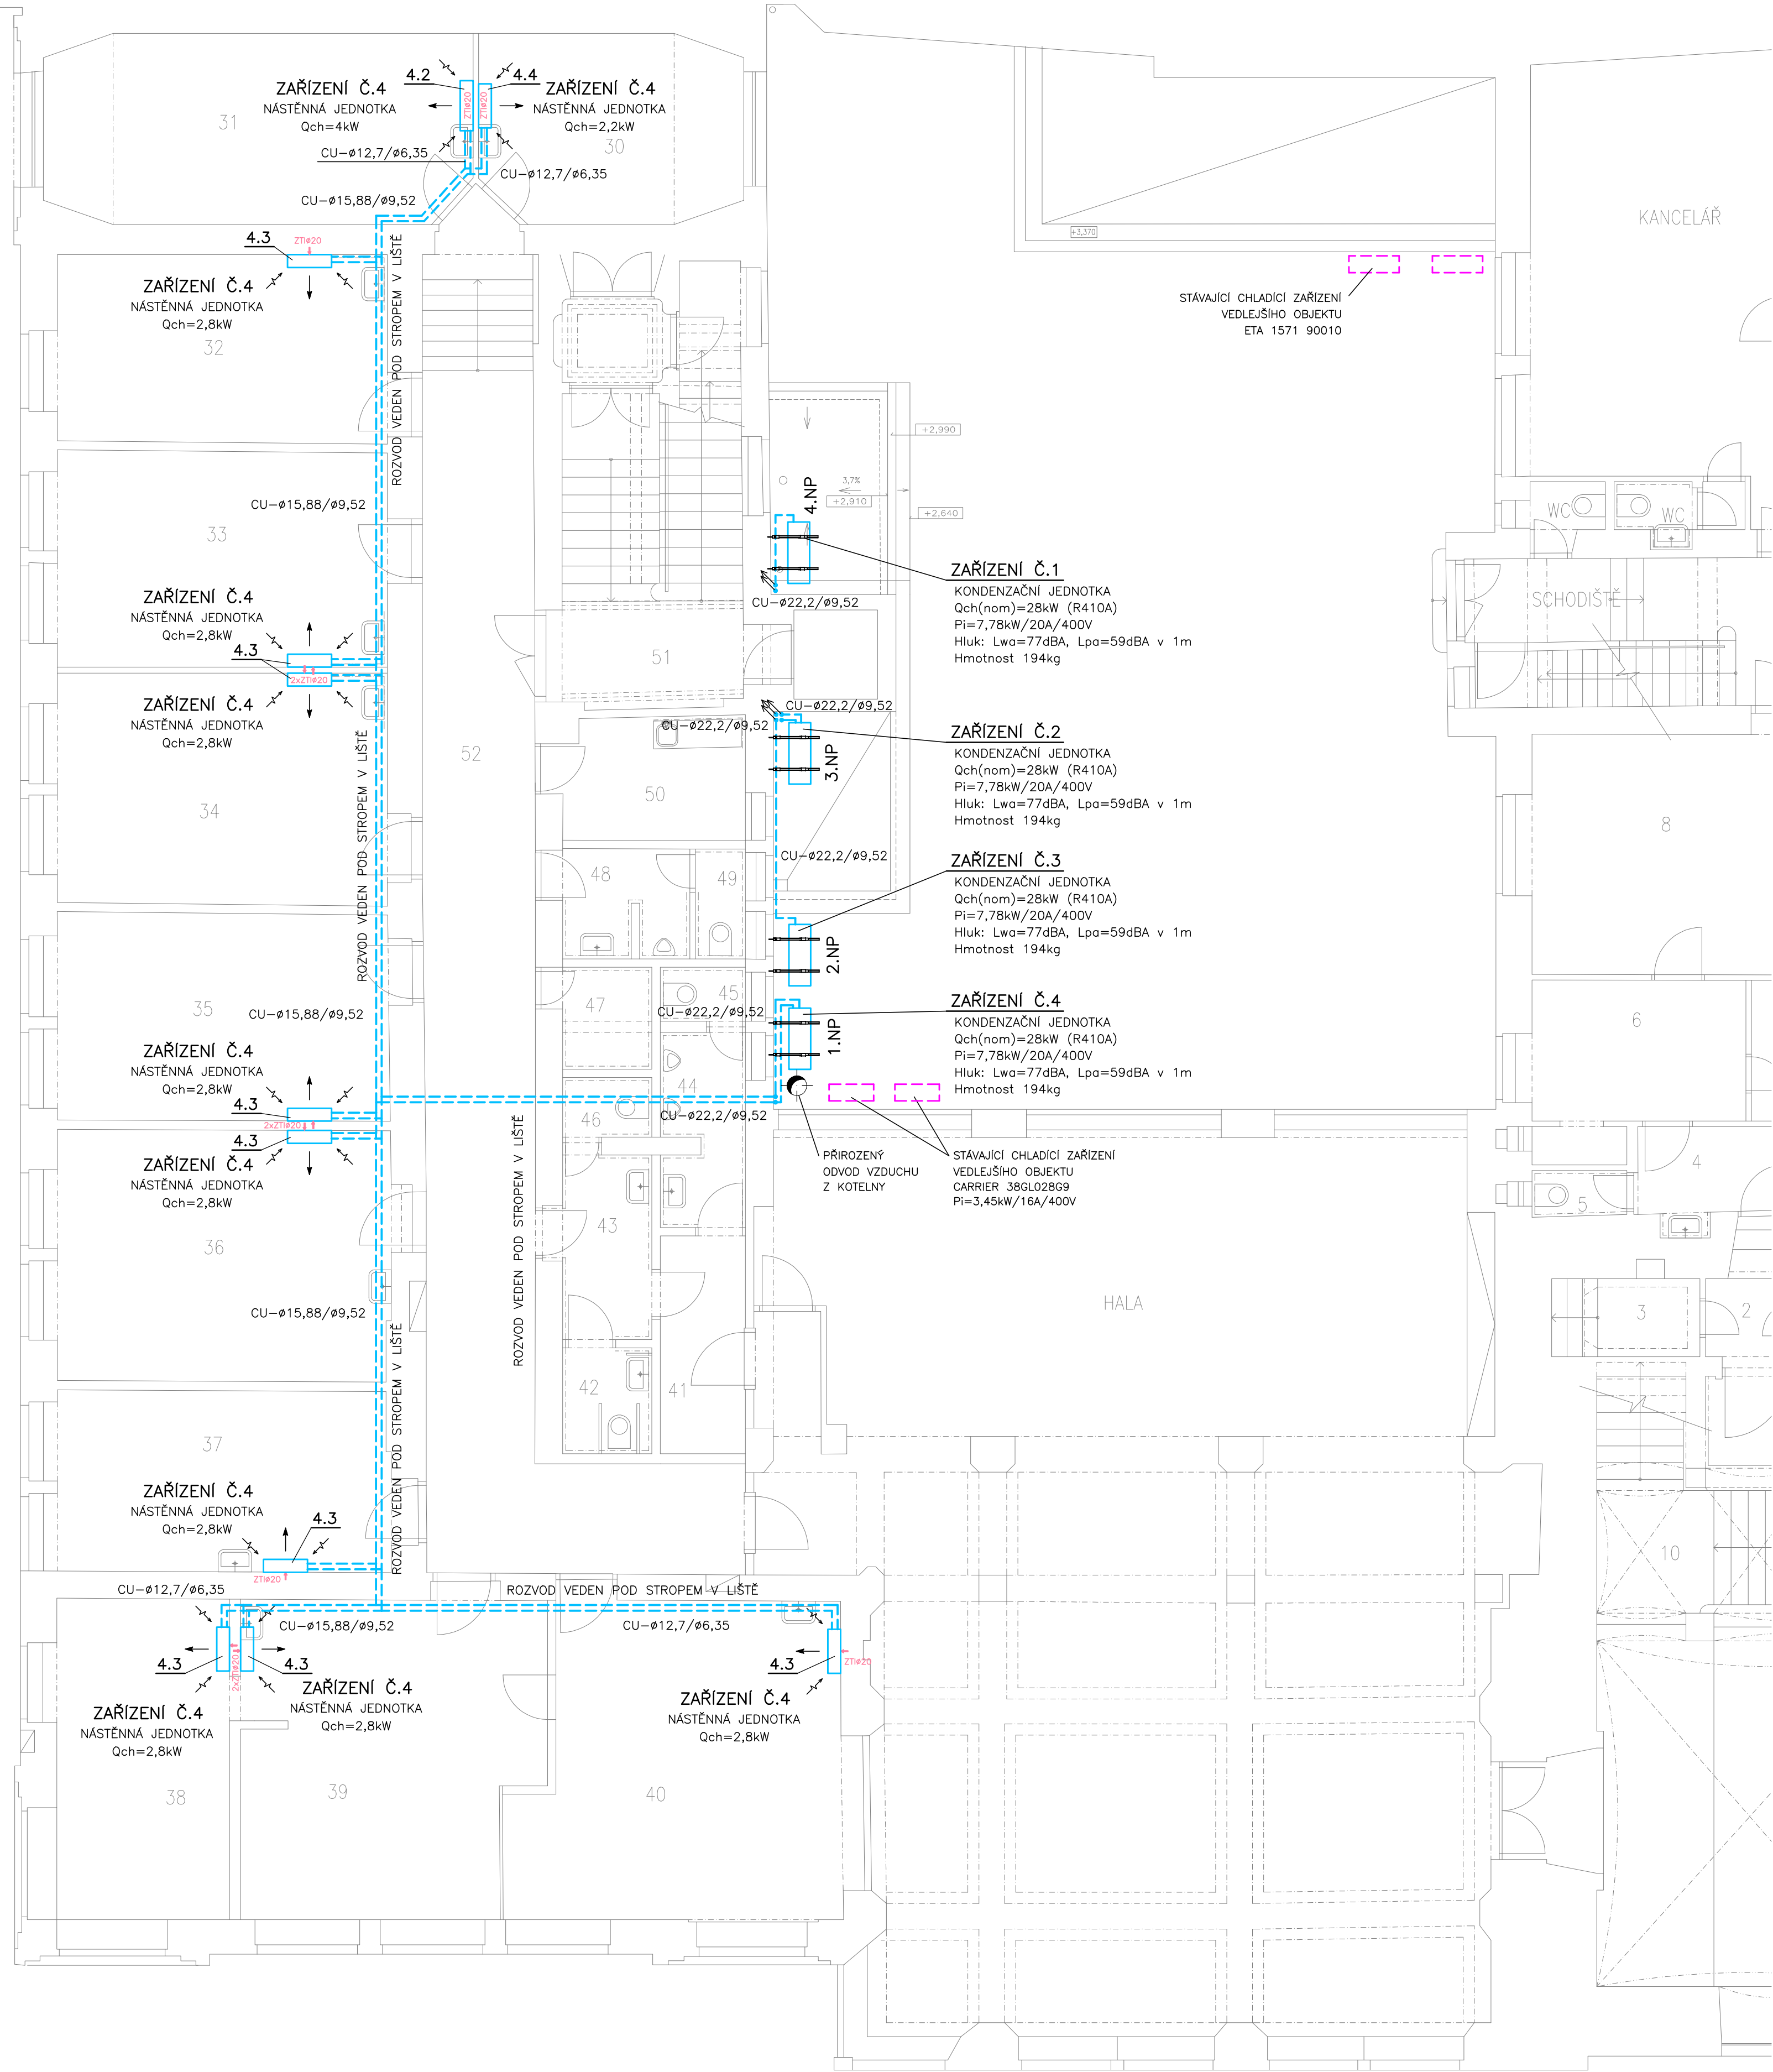 ZAŘÍZENÍ Č.4
NÁSTĚNNÁ JEDNOTKA
Qch=4kW
4.2
ZTIø20
ZTIø20
4.4
ZAŘÍZENÍ Č.4
NÁSTĚNNÁ JEDNOTKA
Qch=2,2kW
31
30
CU-ø12,7/ø6,35
CU-ø12,7/ø6,35
CU-ø15,88/ø9,52
KANCELÁŘ
+3,370
4.3
ZTIø20
ZAŘÍZENÍ Č.4
NÁSTĚNNÁ JEDNOTKA
Qch=2,8kW
32
ROZVOD VEDEN POD STROPEM V LIŠTĚ
STÁVAJÍCÍ CHLADÍCÍ ZAŘÍZENÍ
VEDLEJŠÍHO OBJEKTU
ETA 1571 90010
+2,990
3,7%
+2,910
+2,640
4.NP
CU-ø15,88/ø9,52
33
WC
WC
ZAŘÍZENÍ Č.4
NÁSTĚNNÁ JEDNOTKA
Qch=2,8kW
4.3
2xZTIø20
ZAŘÍZENÍ Č.4
NÁSTĚNNÁ JEDNOTKA
Qch=2,8kW
34
ROZVOD VEDEN POD STROPEM V LIŠTĚ
ZAŘÍZENÍ Č.1
KONDENZAČNÍ JEDNOTKA
Qch(nom)=28kW (R410A)
Pi=7,78kW/20A/400V
Hluk: Lwa=77dBA, Lpa=59dBA v 1m
Hmotnost 194kg
CU-ø22,2/ø9,52
SCHODIŠTĚ
51
52
CU-ø22,2/ø9,52
CU-ø22,2/ø9,52
3.NP
ZAŘÍZENÍ Č.2
KONDENZAČNÍ JEDNOTKA
Qch(nom)=28kW (R410A)
Pi=7,78kW/20A/400V
Hluk: Lwa=77dBA, Lpa=59dBA v 1m
Hmotnost 194kg
50
8
CU-ø22,2/ø9,52
48
49
ZAŘÍZENÍ Č.3
KONDENZAČNÍ JEDNOTKA
Qch(nom)=28kW (R410A)
Pi=7,78kW/20A/400V
Hluk: Lwa=77dBA, Lpa=59dBA v 1m
Hmotnost 194kg
2.NP
35
CU-ø15,88/ø9,52
47
45
CU-ø22,2/ø9,52
1.NP
ZAŘÍZENÍ Č.4
KONDENZAČNÍ JEDNOTKA
Qch(nom)=28kW (R410A)
Pi=7,78kW/20A/400V
Hluk: Lwa=77dBA, Lpa=59dBA v 1m
Hmotnost 194kg
6
ZAŘÍZENÍ Č.4
NÁSTĚNNÁ JEDNOTKA
Qch=2,8kW
4.3
2xZTIø20
4.3
ZAŘÍZENÍ Č.4
NÁSTĚNNÁ JEDNOTKA
Qch=2,8kW
36
44
46
CU-ø22,2/ø9,52
PŘIROZENÝ
ODVOD VZDUCHU
Z KOTELNY
STÁVAJÍCÍ CHLADÍCÍ ZAŘÍZENÍ
VEDLEJŠÍHO OBJEKTU
CARRIER 38GL028G9
Pi=3,45kW/16A/400V
4
5
43
ROZVOD VEDEN POD STROPEM V LIŠTĚ
CU-ø15,88/ø9,52
HALA
3
2
42
41
37
ROZVOD VEDEN POD STROPEM V LIŠTĚ
ZAŘÍZENÍ Č.4
NÁSTĚNNÁ JEDNOTKA
Qch=2,8kW
4.3
ZTIø20
10
CU-ø12,7/ø6,35
ROZVOD VEDEN POD STROPEM V LIŠTĚ
CU-ø15,88/ø9,52
CU-ø12,7/ø6,35
4.3
2xZTIø20
4.3
4.3
ZTIø20
ZAŘÍZENÍ Č.4
NÁSTĚNNÁ JEDNOTKA
Qch=2,8kW
ZAŘÍZENÍ Č.4
NÁSTĚNNÁ JEDNOTKA
Qch=2,8kW
ZAŘÍZENÍ Č.4
NÁSTĚNNÁ JEDNOTKA
Qch=2,8kW
38
39
40